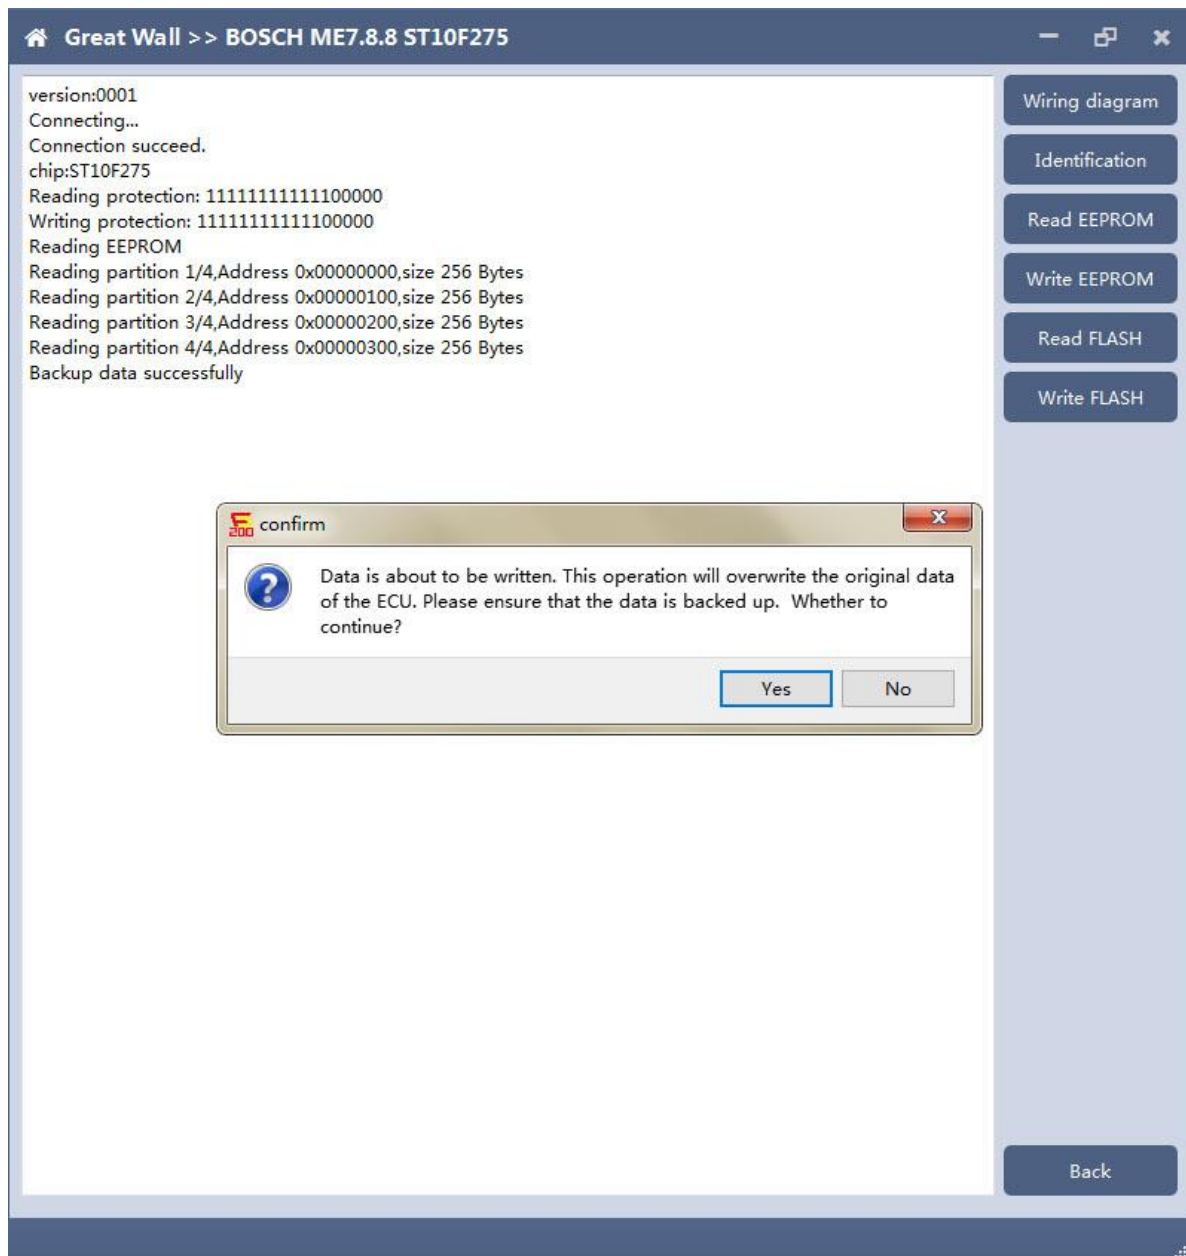 Great Wall >> BOSCH ME7.8.8 ST10F275
version:0001
Connecting...
Connection succeed.
chip:ST10F275
Reading protection: 11111111111100000
Writing protection: 11111111111100000
Reading EEPROM
Reading partition 1/4,Address 0x00000000,size 256 Bytes
Reading partition 2/4,Address 0x00000100,size 256 Bytes
Reading partition 3/4,Address 0x00000200,size 256 Bytes
Reading partition 4/4,Address 0x00000300,size 256 Bytes
Backup data successfully
Wiring diagram
Identification
Read EEPROM
Write EEPROM
Read FLASH
Write FLASH
F
200
confirm
Data is about to be written. This operation will overwrite the original data
of the ECU. Please ensure that the data is backed up.  Whether to
continue?
Yes
No
Back